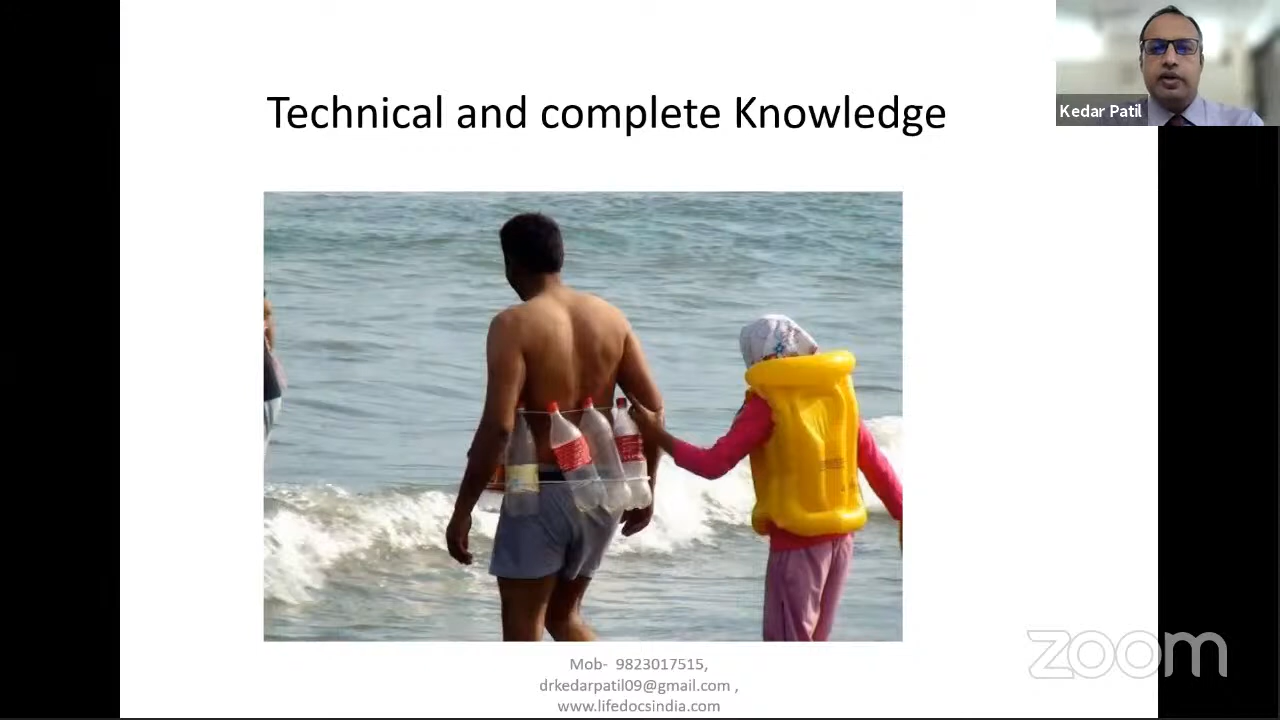 Technical and complete Knowledge
Kedar Patil
Mob- 9823017515,
drkedarpatil09@gmail.com ,
www.lifedocsindia.com
zoom